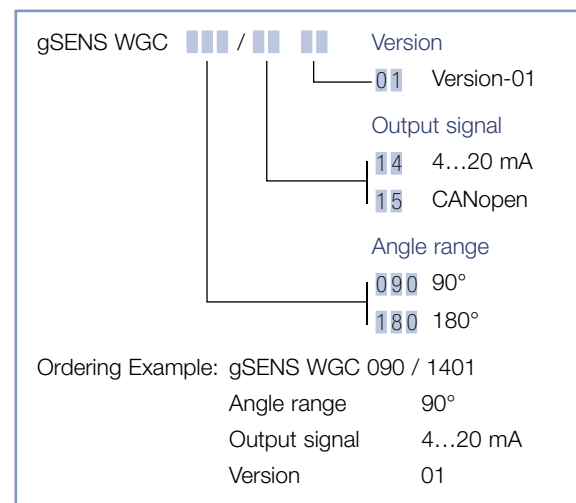 gSENS WGC / Version
01 Version-01
Output signal
14 4…20 mA
15 CANopen
Angle range
090 90°
180 180°
Ordering Example: gSENS WGC 090 / 1401
Angle range 90°
Output signal 4…20 mA
Version 01